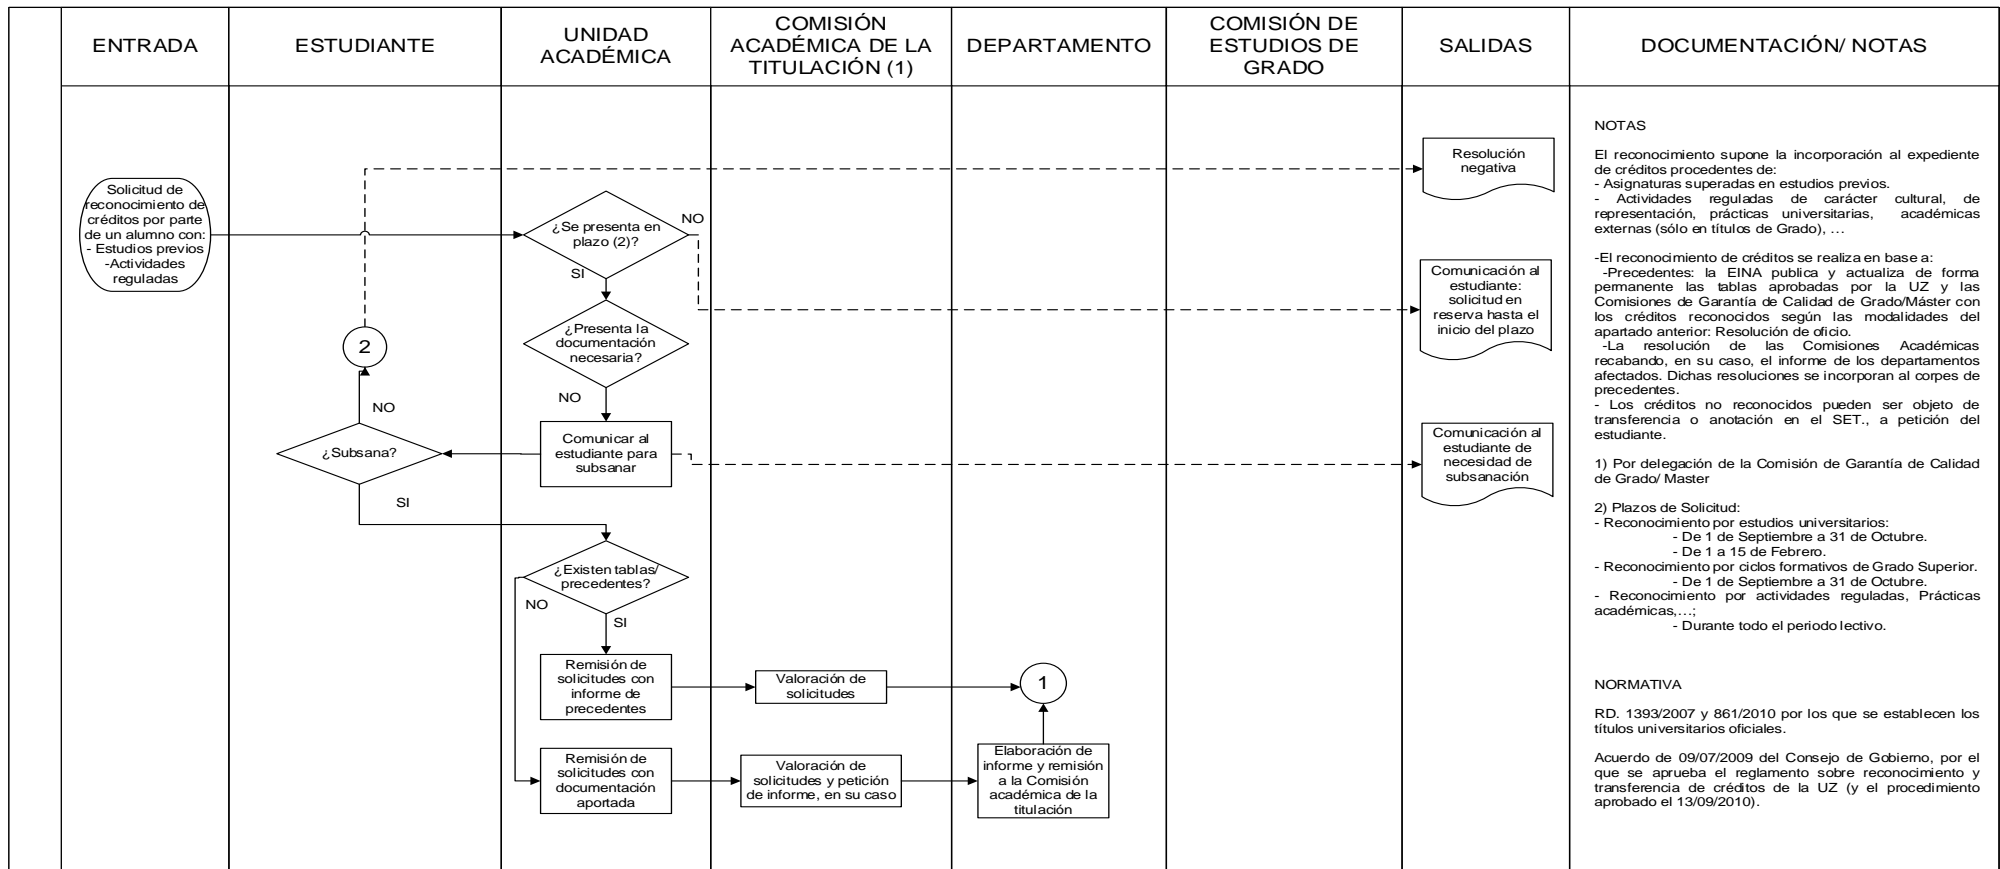 ENTRADA
ESTUDIANTE
UNIDAD
ACADÉMICA
COMISIÓN
ACADÉMICA DE LA
TITULACIÓN (1)
DEPARTAMENTO
COMISIÓN DE
ESTUDIOS DE
GRADO
SALIDAS
DOCUMENTACIÓN/ NOTAS
Solicitud de
reconocimiento de
créditos por parte
de un alumno con:
- Estudios previos
-Actividades
reguladas
¿Se presenta en
plazo (2)?
NO
SI
¿Presenta la
documentación
necesaria?
NO
Comunicar al
estudiante para
subsanar
2
NO
¿Subsana?
SI
¿Existen tablas/
precedentes?
NO
SI
Remisión de
solicitudes con
informe de
precedentes
Valoración de
solicitudes
1
Remisión de
solicitudes con
documentación
aportada
Valoración de
solicitudes y petición
de informe, en su caso
Elaboración de
informe y remisión
a la Comisión
académica de la
titulación
Resolución
negativa
Comunicación al
estudiante:
solicitud en
reserva hasta el
inicio del plazo
Comunicación al
estudiante de
necesidad de
subsanación
NOTAS
El reconocimiento supone la incorporación al expediente
de créditos procedentes de:
- Asignaturas superadas en estudios previos.
- Actividades reguladas de carácter cultural, de
representación, prácticas universitarias, académicas
externas (sólo en títulos de Grado), …
-El reconocimiento de créditos se realiza en base a:
-Precedentes: la EINA publica y actualiza de forma
permanente las tablas aprobadas por la UZ y las
Comisiones de Garantía de Calidad de Grado/Máster con
los créditos reconocidos según las modalidades del
apartado anterior: Resolución de oficio.
-La resolución de las Comisiones Académicas
recabando, en su caso, el informe de los departamentos
afectados. Dichas resoluciones se incorporan al corpes de
precedentes.
- Los créditos no reconocidos pueden ser objeto de
transferencia o anotación en el SET., a petición del
estudiante.
1) Por delegación de la Comisión de Garantía de Calidad
de Grado/ Master
2) Plazos de Solicitud:
- Reconocimiento por estudios universitarios:
- De 1 de Septiembre a 31 de Octubre.
- De 1 a 15 de Febrero.
- Reconocimiento por ciclos formativos de Grado Superior.
- De 1 de Septiembre a 31 de Octubre.
- Reconocimiento por actividades reguladas, Prácticas
académicas,…;
- Durante todo el periodo lectivo.
NORMATIVA
RD. 1393/2007 y 861/2010 por los que se establecen los
títulos universitarios oficiales.
Acuerdo de 09/07/2009 del Consejo de Gobierno, por el
que se aprueba el reglamento sobre reconocimiento y
transferencia de créditos de la UZ (y el procedimiento
aprobado el 13/09/2010).